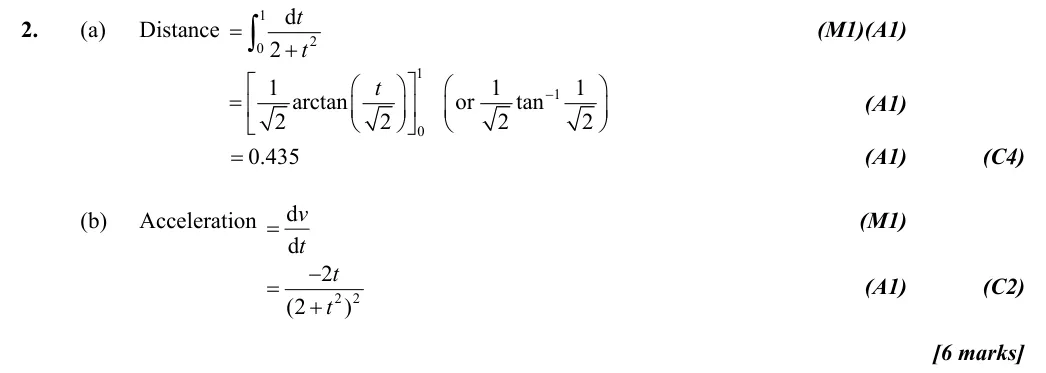 2. (a) Distance = ∫₀¹ dt/(2 + t²) (M1)(A1)
= [1/√2 arctan(t/√2)]₀¹ (or 1/√2 tan⁻¹ 1/√2) (A1)
= 0.435 (A1) (C4)
(b) Acceleration = dv/dt (M1)
= −2t/(2 + t²)² (A1) (C2)
[6 marks]